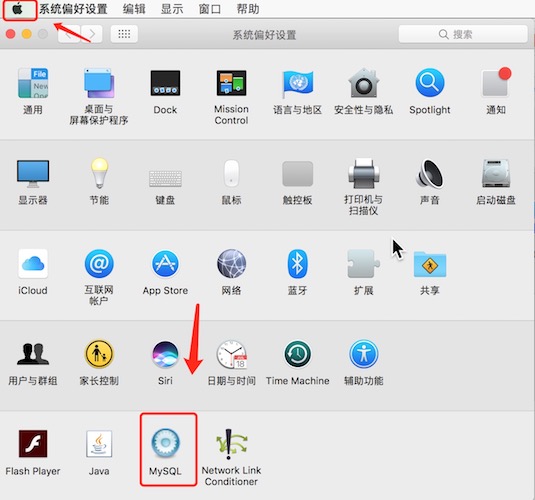 系统偏好设置 编辑 显示 窗口 帮助
系统偏好设置 搜索
通用 桌面与 Dock Mission 语言与地区 安全性与隐私 Spotlight 通知
屏幕保护程序 Control
显示器 节能 键盘 鼠标 触控板 打印机与 声音 启动磁盘
扫描仪
iCloud 互联网 App Store 网络 蓝牙 扩展 共享
帐户
用户与群组 家长控制 Siri 日期与时间 Time Machine 辅助功能
Flash Player Java MySQL Network Link
Conditioner